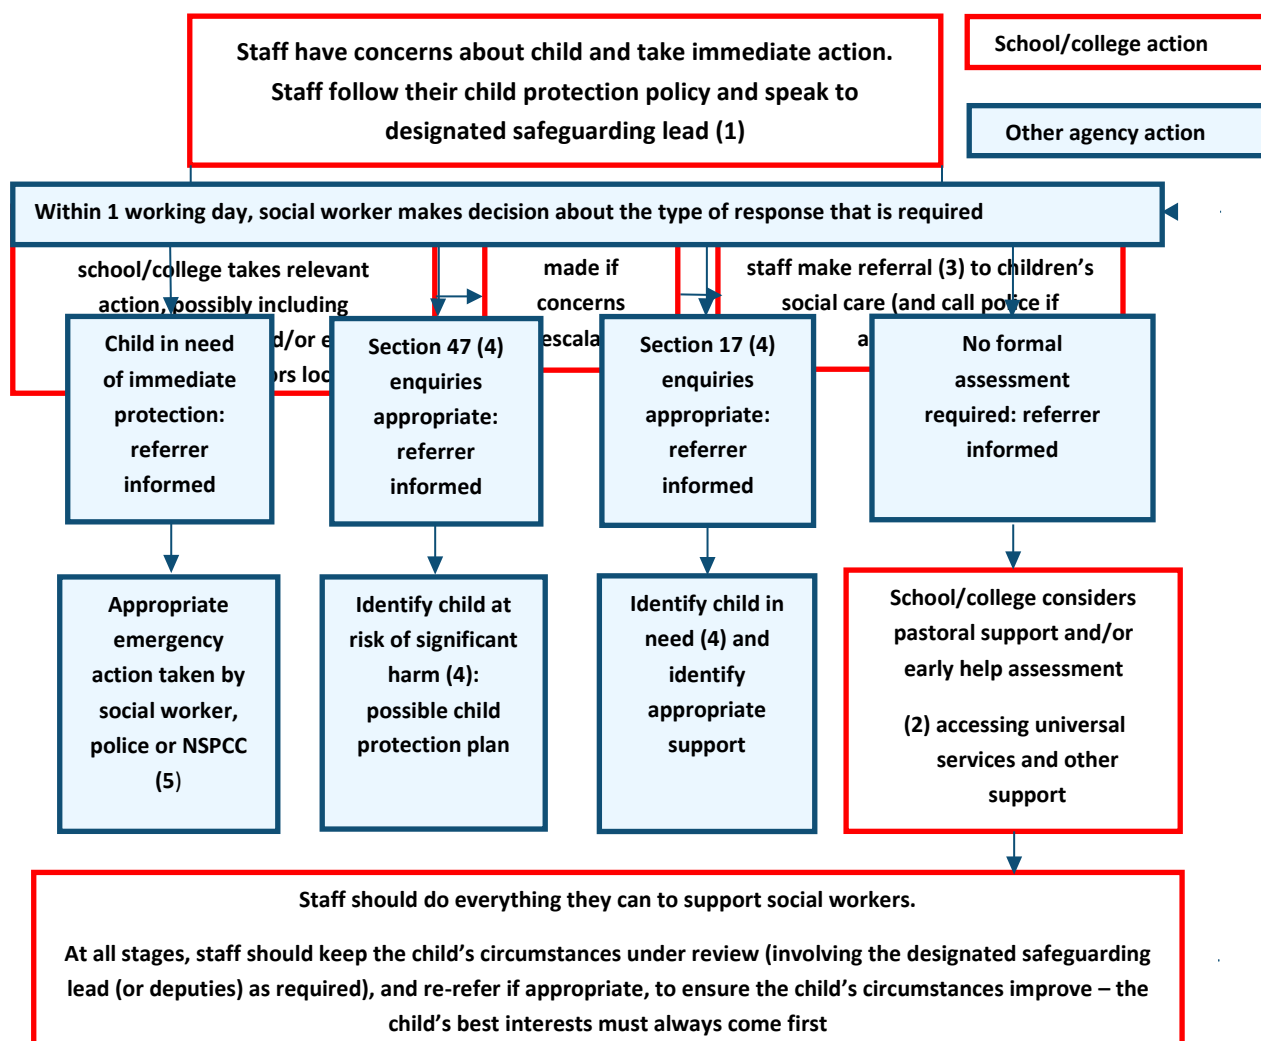 Staff have concerns about child and take immediate action.
Staff follow their child protection policy and speak to
designated safeguarding lead (1)
School/college action
Other agency action
Within 1 working day, social worker makes decision about the type of response that is required
school/college takes relevant
action, possibly including
d/or e
ors loc
made if
concerns
escala
staff make referral (3) to children’s
social care (and call police if
a
Child in need
of immediate
protection:
referrer
informed
Section 47 (4)
enquiries
appropriate:
referrer
informed
Section 17 (4)
enquiries
appropriate:
referrer
informed
No formal
assessment
required: referrer
informed
Appropriate
emergency
action taken by
social worker,
police or NSPCC
(5)
Identify child at
risk of significant
harm (4):
possible child
protection plan
Identify child in
need (4) and
identify
appropriate
support
School/college considers
pastoral support and/or
early help assessment
(2) accessing universal
services and other
support
Staff should do everything they can to support social workers.
At all stages, staff should keep the child’s circumstances under review (involving the designated safeguarding
lead (or deputies) as required), and re-refer if appropriate, to ensure the child’s circumstances improve – the
child’s best interests must always come first